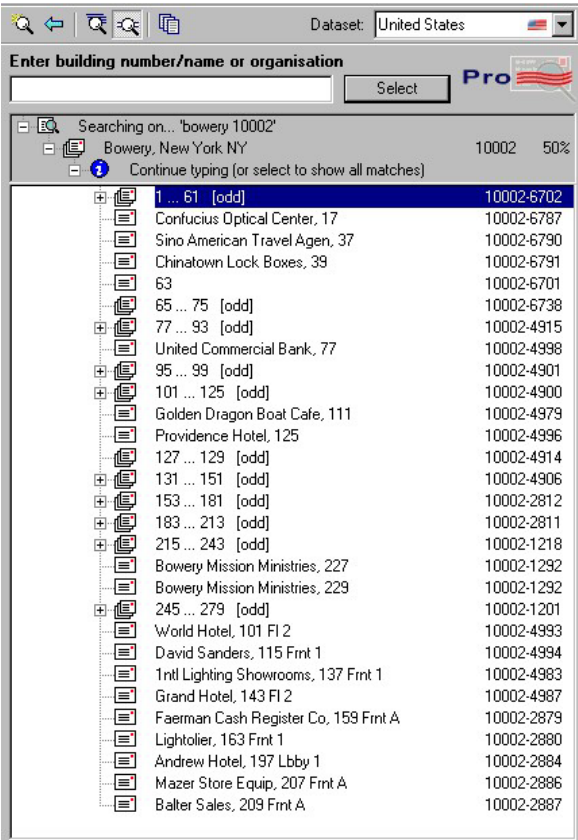 Dataset: United States
Enter building number/name or organisation
Select
Pro
Searching on... 'bowery 10002'
Bowery, New York NY 10002 50%
Continue typing (or select to show all matches)
1 ... 61 [odd] 10002-6702
Confucius Optical Center, 17 10002-6787
Sino American Travel Agen, 37 10002-6790
Chinatown Lock Boxes, 39 10002-6791
63 10002-6701
65 ... 75 [odd] 10002-6738
77 ... 93 [odd] 10002-4915
United Commercial Bank, 77 10002-4998
95 ... 99 [odd] 10002-4901
101 ... 125 [odd] 10002-4900
Golden Dragon Boat Cafe, 111 10002-4979
Providence Hotel, 125 10002-4996
127 ... 129 [odd] 10002-4914
131 ... 151 [odd] 10002-4906
153 ... 181 [odd] 10002-2812
183 ... 213 [odd] 10002-2811
215 ... 243 [odd] 10002-1218
Bowery Mission Ministries, 227 10002-1292
Bowery Mission Ministries, 229 10002-1292
245 ... 279 [odd] 10002-1201
World Hotel, 101 Fl 2 10002-4993
David Sanders, 115 Frnt 1 10002-4994
1ntl Lighting Showrooms, 137 Frnt 1 10002-4983
Grand Hotel, 143 Fl 2 10002-4987
Faerman Cash Register Co, 159 Frnt A 10002-2879
Lightolier, 163 Frnt 1 10002-2880
Andrew Hotel, 197 Lbby 1 10002-2884
Mazer Store Equip, 207 Frnt A 10002-2886
Balter Sales, 209 Frnt A 10002-2887